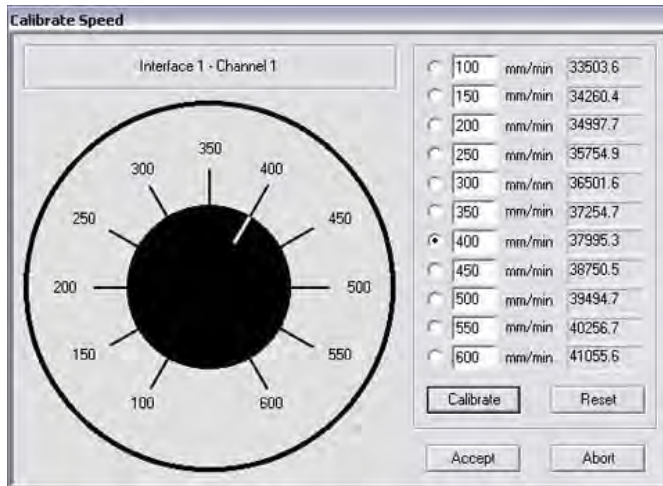 Calibrate Speed
Interface 1 - Channel 1
350
300
400
250
450
200
500
150
550
100
600
100 mm/min 33503.6
150 mm/min 34260.4
200 mm/min 34997.7
250 mm/min 35754.9
300 mm/min 36501.6
350 mm/min 37254.7
400 mm/min 37995.3
450 mm/min 38750.5
500 mm/min 39494.7
550 mm/min 40256.7
600 mm/min 41055.6
Calibrate Reset
Accept Abort